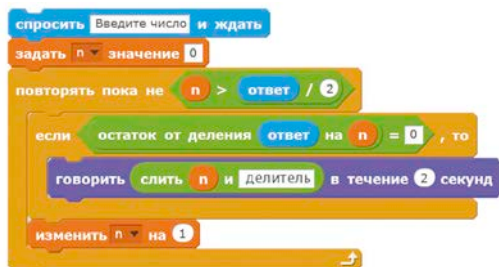 спросить Введите число и ждать
задать n значение 0
повторять пока не n > ответ / 2
если остаток от деления ответ на n = 0 , то
говорить слить n и делитель в течение 2 секунд
изменить n на 1